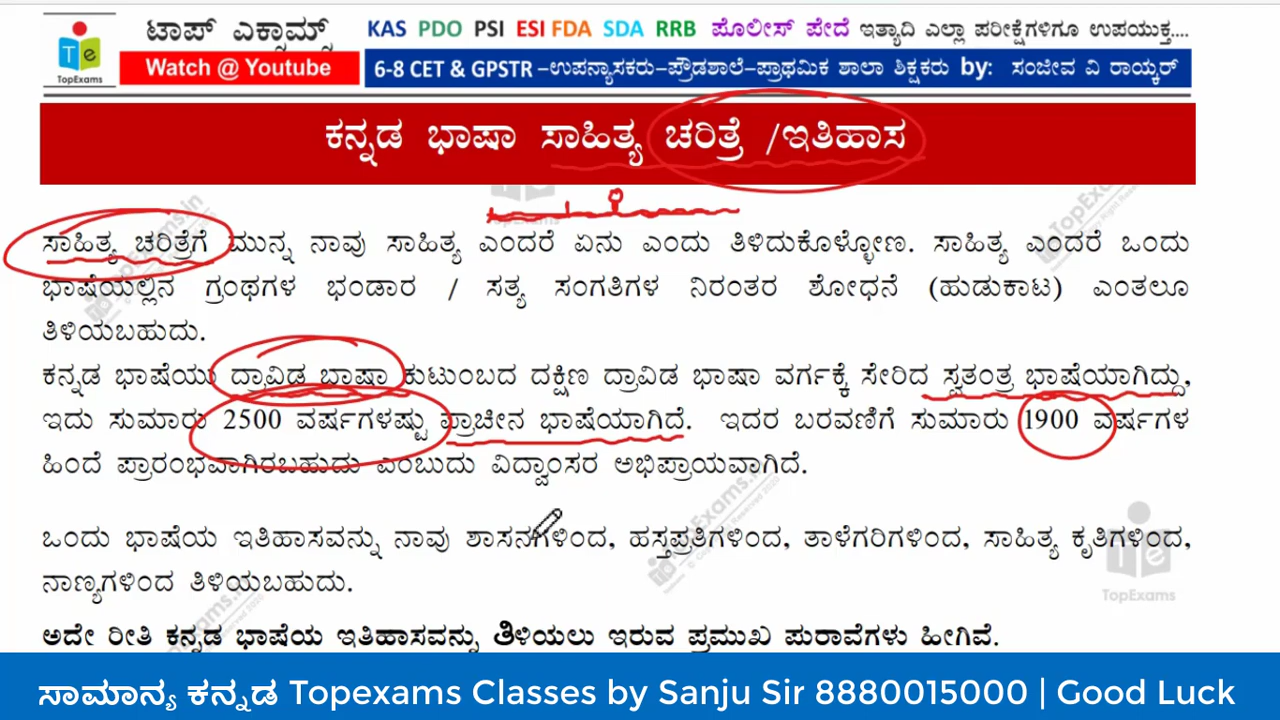 ಟಾಪ್ ಎಕ್ಸಾಮ್ಸ್ KAS PDO PSI ESI FDA SDA RRB ಪೊಲೀಸ್ ಪೇದೆ ಇತ್ಯಾದಿ ಎಲ್ಲಾ ಪರೀಕ್ಷೆಗಳಿಗೂ ಉಪಯುಕ್ತ....
Te
TopExams
Watch @ Youtube
6-8 CET & GPSTR –ಉಪನ್ಯಾಸಕರು–ಪ್ರೌಢಶಾಲೆ–ಪ್ರಾಥಮಿಕ ಶಾಲಾ ಶಿಕ್ಷಕರು by: ಸಂಜೀವ ವಿ ರಾಯ್ಕರ್
ಕನ್ನಡ ಭಾಷಾ ಸಾಹಿತ್ಯ ಚರಿತ್ರೆ /ಇತಿಹಾಸ
ಸಾಹಿತ್ಯ ಚರಿತ್ರೆಗೆ ಮುನ್ನ ನಾವು ಸಾಹಿತ್ಯ ಎಂದರೆ ಏನು ಎಂದು ತಿಳಿದುಕೊಳ್ಳೋಣ. ಸಾಹಿತ್ಯ ಎಂದರೆ ಒಂದು
ಭಾಷೆಯಲ್ಲಿನ ಗ್ರಂಥಗಳ ಭಂಡಾರ / ಸತ್ಯ ಸಂಗತಿಗಳ ನಿರಂತರ ಶೋಧನೆ (ಹುಡುಕಾಟ) ಎಂತಲೂ
ತಿಳಿಯಬಹುದು.
ಕನ್ನಡ ಭಾಷೆಯು ದ್ರಾವಿಡ ಭಾಷಾ ಕುಟುಂಬದ ದಕ್ಷಿಣ ದ್ರಾವಿಡ ಭಾಷಾ ವರ್ಗಕ್ಕೆ ಸೇರಿದ ಸ್ವತಂತ್ರ ಭಾಷೆಯಾಗಿದ್ದು,
ಇದು ಸುಮಾರು 2500 ವರ್ಷಗಳಷ್ಟು ಪ್ರಾಚೀನ ಭಾಷೆಯಾಗಿದೆ. ಇದರ ಬರವಣಿಗೆ ಸುಮಾರು 1900 ವರ್ಷಗಳ
ಹಿಂದೆ ಪ್ರಾರಂಭವಾಗಿರಬಹುದು ಎಂಬುದು ವಿದ್ವಾಂಸರ ಅಭಿಪ್ರಾಯವಾಗಿದೆ.
ಒಂದು ಭಾಷೆಯ ಇತಿಹಾಸವನ್ನು ನಾವು ಶಾಸನಗಳಿಂದ, ಹಸ್ತಪ್ರತಿಗಳಿಂದ, ತಾಳೆಗರಿಗಳಿಂದ, ಸಾಹಿತ್ಯ ಕೃತಿಗಳಿಂದ,
ನಾಣ್ಯಗಳಿಂದ ತಿಳಿಯಬಹುದು.
TopExams
ಅದೇ ರೀತಿ ಕನ್ನಡ ಭಾಷೆಯ ಇತಿಹಾಸವನ್ನು ತಿಳಿಯಲು ಇರುವ ಪ್ರಮುಖ ಪುರಾವೆಗಳು ಹೀಗಿವೆ.
ಸಾಮಾನ್ಯ ಕನ್ನಡ Topexams Classes by Sanju Sir 8880015000 | Good Luck